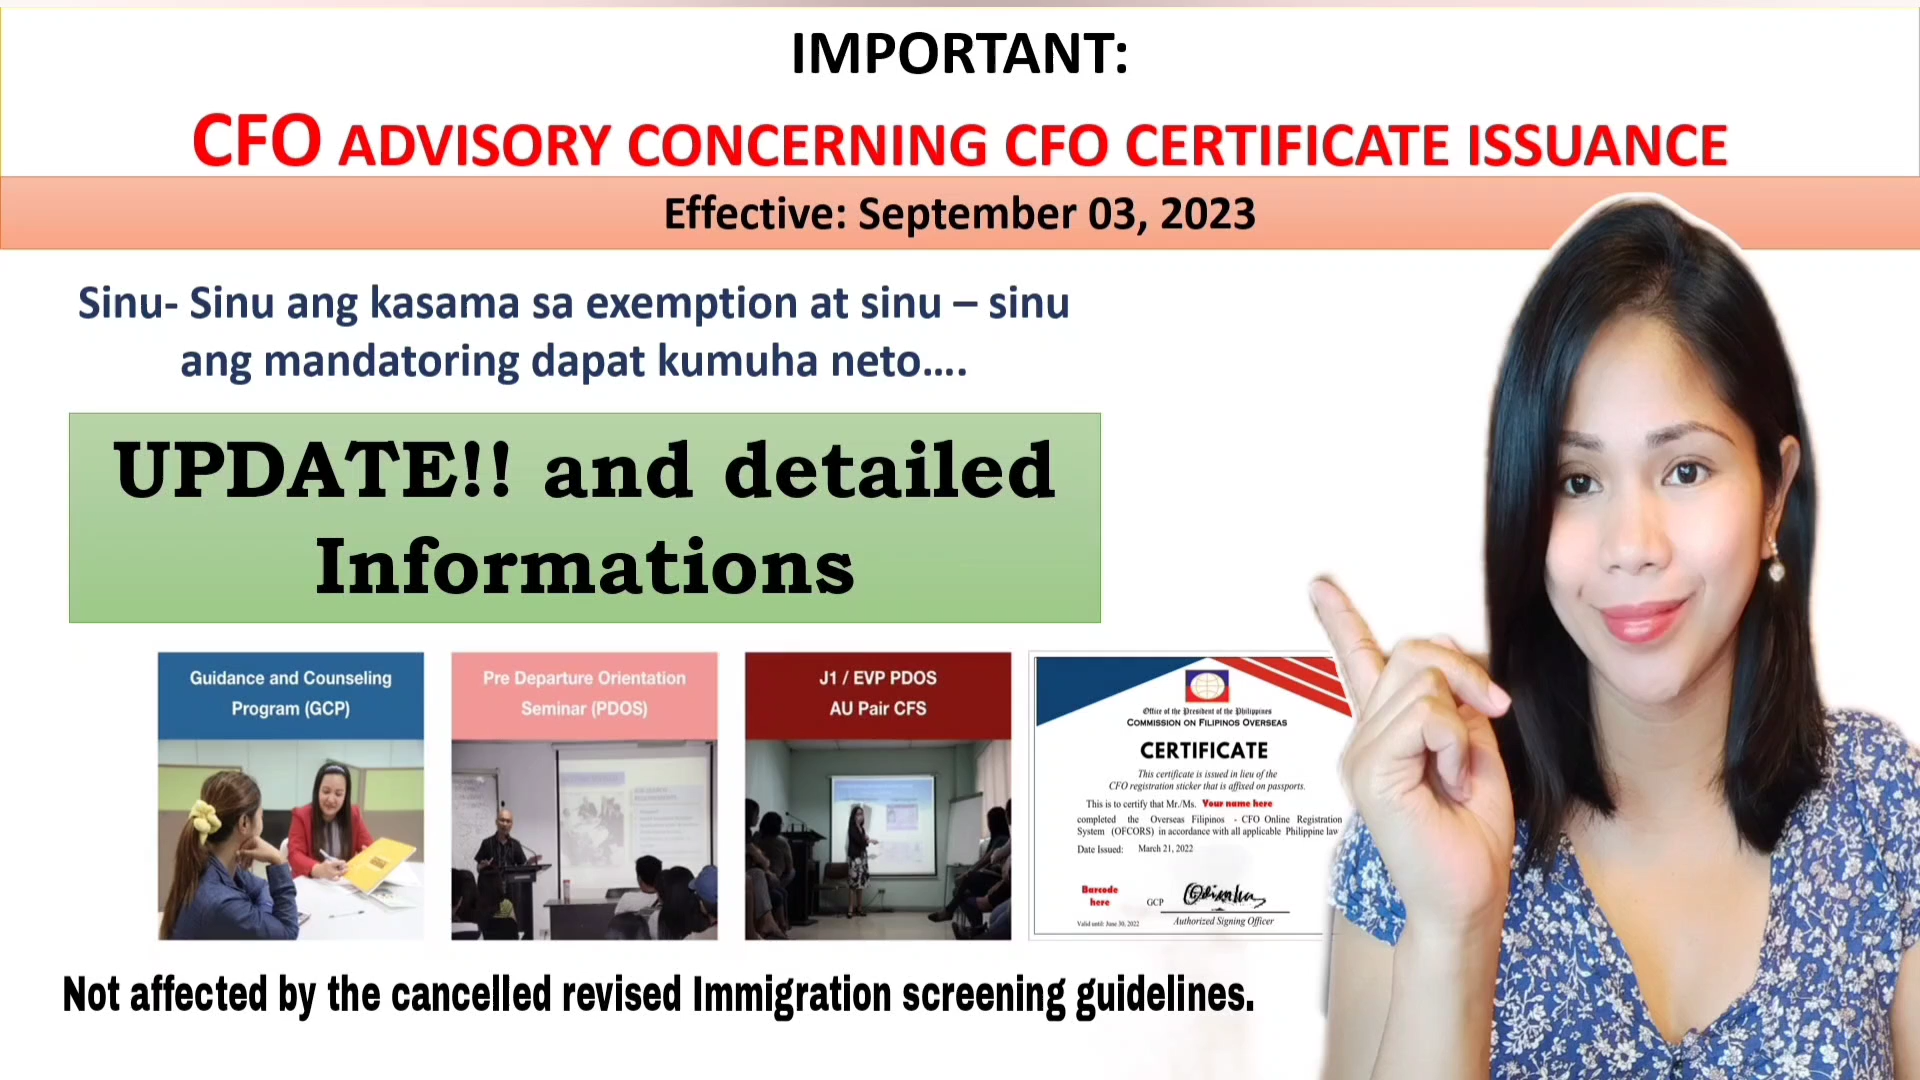 IMPORTANT:
CFO ADVISORY CONCERNING CFO CERTIFICATE ISSUANCE
Effective: September 03, 2023
Sinu- Sinu ang kasama sa exemption at sinu – sinu
ang mandatoring dapat kumuha neto....
UPDATE!! and detailed
Informations
Guidance and Counseling
Program (GCP)
Pre Departure Orientation
Seminar (PDOS)
J1 / EVP PDOS
AU Pair CFS
Office of the President of the Philippines
COMMISSION ON FILIPINOS OVERSEAS
CERTIFICATE
This certificate is issued in lieu of the
CFO registration sticker that is affixed on passports.
This is to certify that Mr./Ms. Your name here
completed the Overseas Filipinos - CFO Online Registration
System (OFCORS) in accordance with all applicable Philippine law
Date Issued: March 21, 2022
Barcode
here
GCP
Valid until: June 30, 2022
Authorized Signing Officer
Not affected by the cancelled revised Immigration screening guidelines.